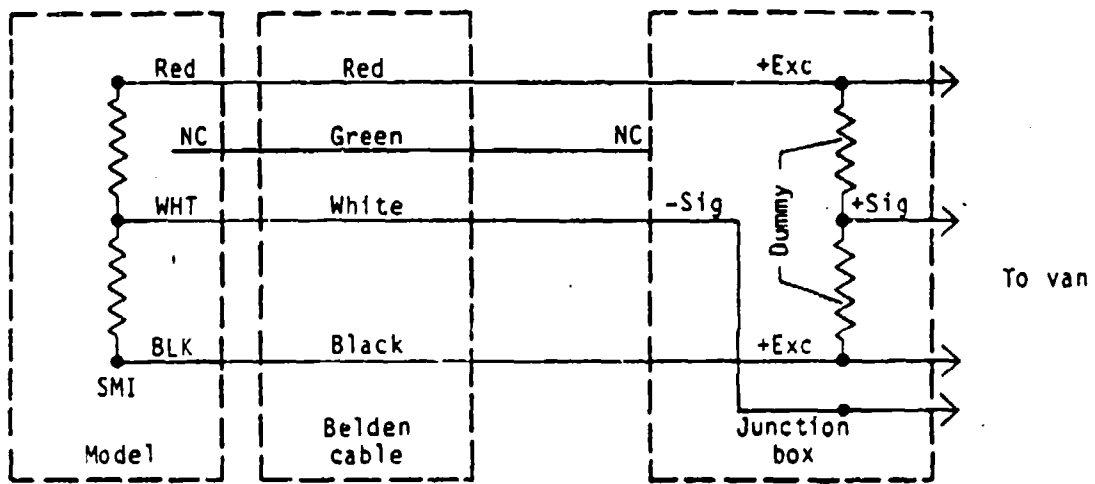 Red Red +Exc
NC Green NC
WHT White -Sig +Sig
Dummy
To van
BLK Black +Exc
SMI
Model
Belden
cable
Junction
box